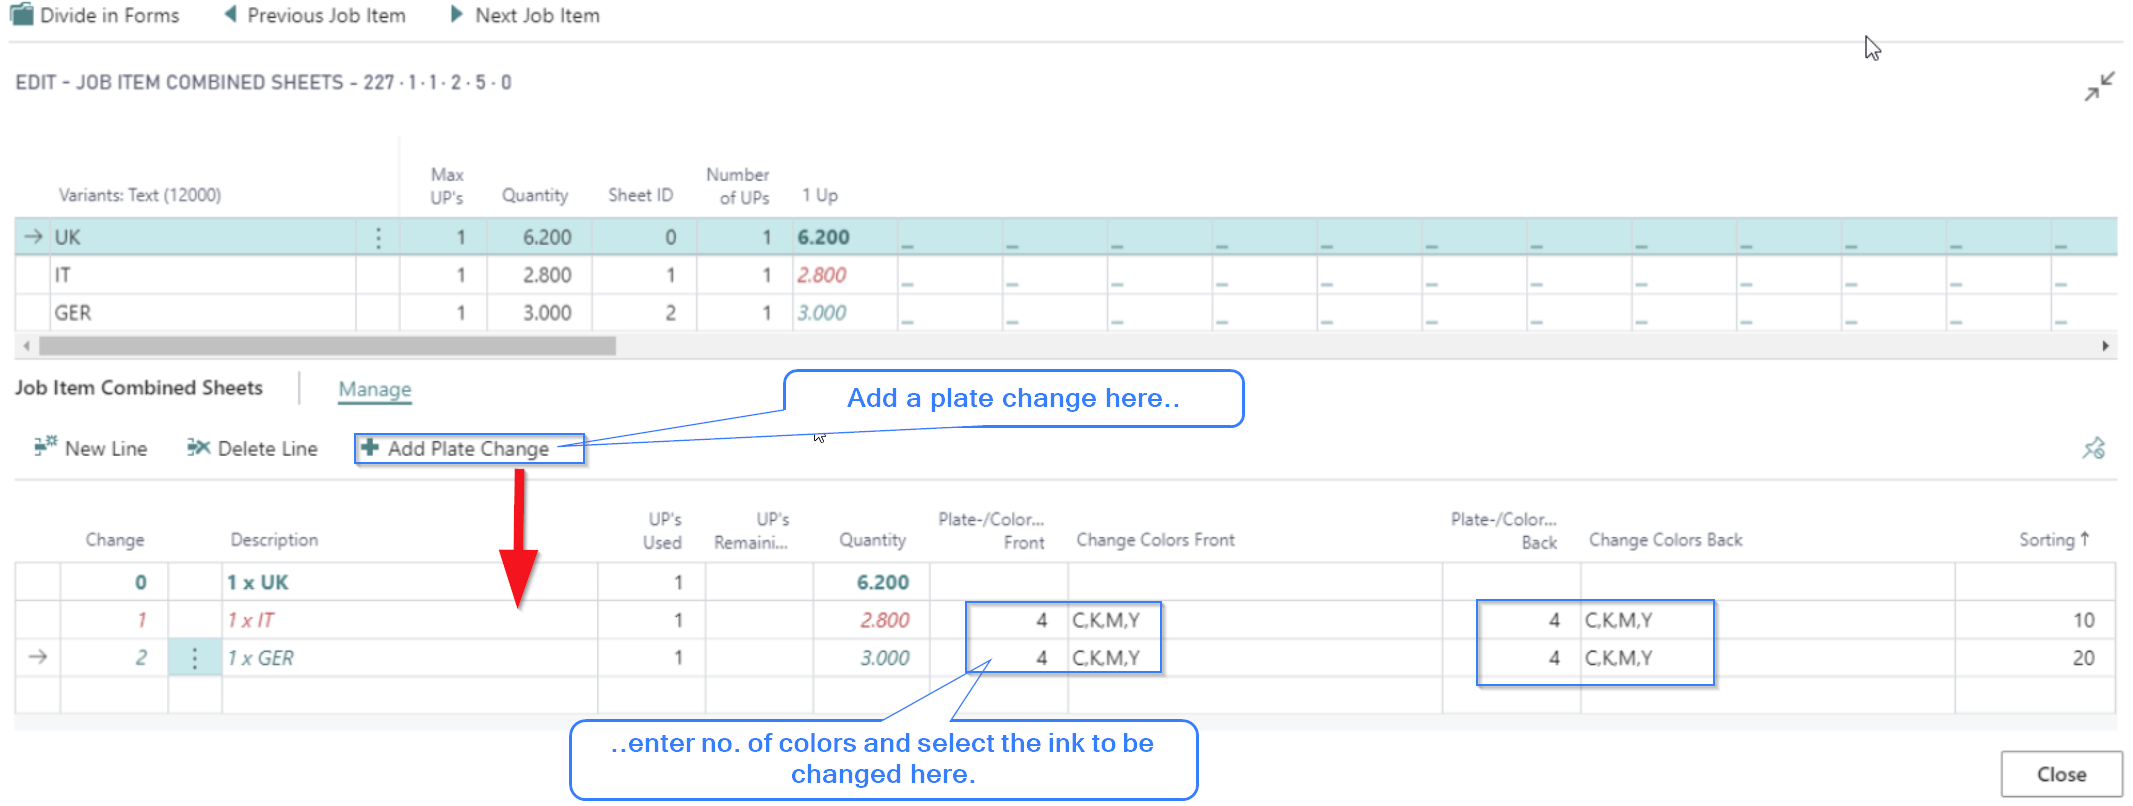 Divide in Forms Previous Job Item Next Job Item
EDIT - JOB ITEM COMBINED SHEETS - 227 · 1 · 1 · 2 · 5 · 0
Variants: Text (12000) Max UP's Quantity Sheet ID Number of UPs 1 Up
UK 1 6.200 0 1 6.200 _ _ _ _ _ _ _ _ _ _ _ _
IT 1 2.800 1 1 2.800 _ _ _ _ _ _ _ _ _ _ _ _
GER 1 3.000 2 1 3.000 _ _ _ _ _ _ _ _ _ _ _ _
Job Item Combined Sheets Manage
Add a plate change here..
New Line Delete Line Add Plate Change
Change Description UP's Used UP's Remaini... Quantity Plate-/Color... Front Change Colors Front Plate-/Color... Back Change Colors Back Sorting ↑
0 1 x UK 1 6.200
1 1 x IT 1 2.800 4 C,K,M,Y 4 C,K,M,Y 10
2 1 x GER 1 3.000 4 C,K,M,Y 4 C,K,M,Y 20
..enter no. of colors and select the ink to be
changed here.
Close